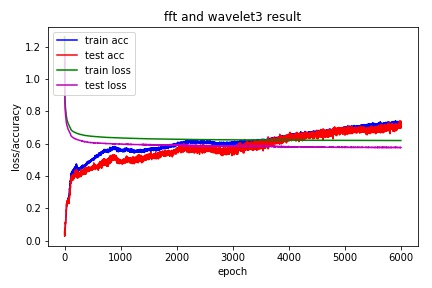 fft and wavelet3 result
train acc
test acc
train loss
test loss
loss/accuracy
1.2
1.0
0.8
0.6
0.4
0.2
0.0
0 1000 2000 3000 4000 5000 6000
epoch